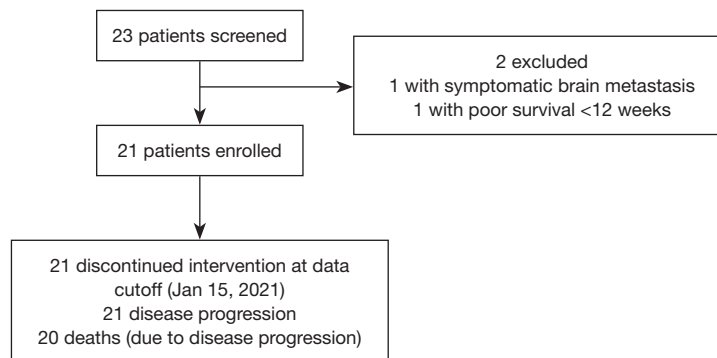 23 patients screened
2 excluded
1 with symptomatic brain metastasis
1 with poor survival <12 weeks
21 patients enrolled
21 discontinued intervention at data
cutoff (Jan 15, 2021)
21 disease progression
20 deaths (due to disease progression)